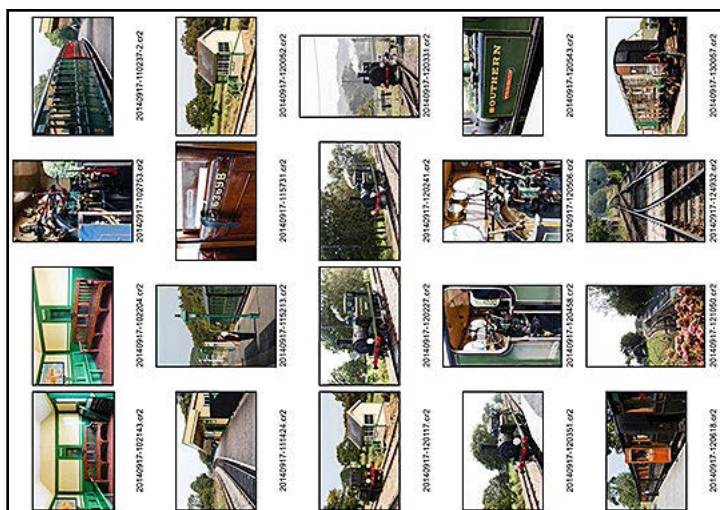 20140917-102143.cr2
20140917-102204.cr2
20140917-102753.cr2
20140917-110237-2.cr2
20140917-111424.cr2
20140917-115213.cr2
6369B
20140917-115731.cr2
20140917-120052.cr2
20140917-120117.cr2
20140917-120227.cr2
20140917-120241.cr2
20140917-120331.cr2
20140917-120351.cr2
20140917-120458.cr2
20140917-120506.cr2
SOUTHERN
20140917-120543.cr2
20140917-120618.cr2
20140917-121050.cr2
20140917-124932.cr2
20140917-130057.cr2